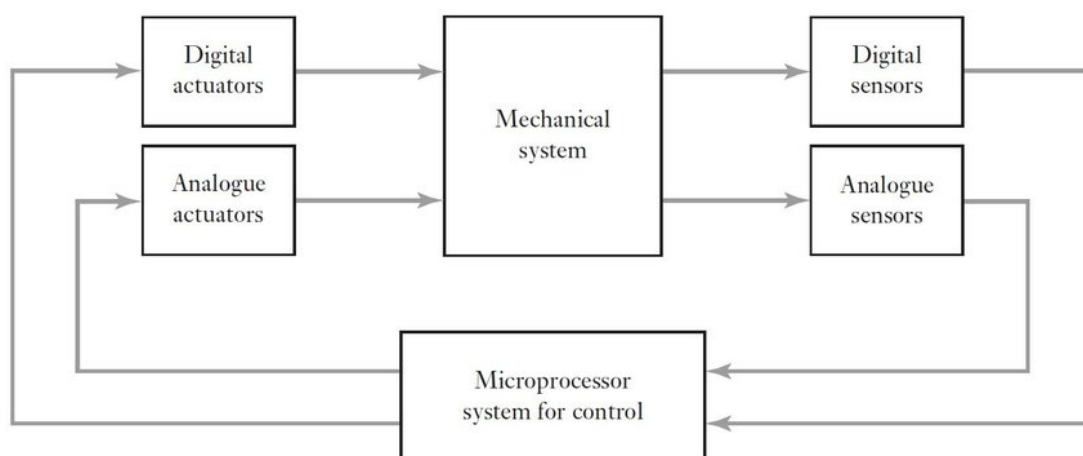 Digital
actuators
Mechanical
system
Digital
sensors
Analogue
actuators
Analogue
sensors
Microprocessor
system for control